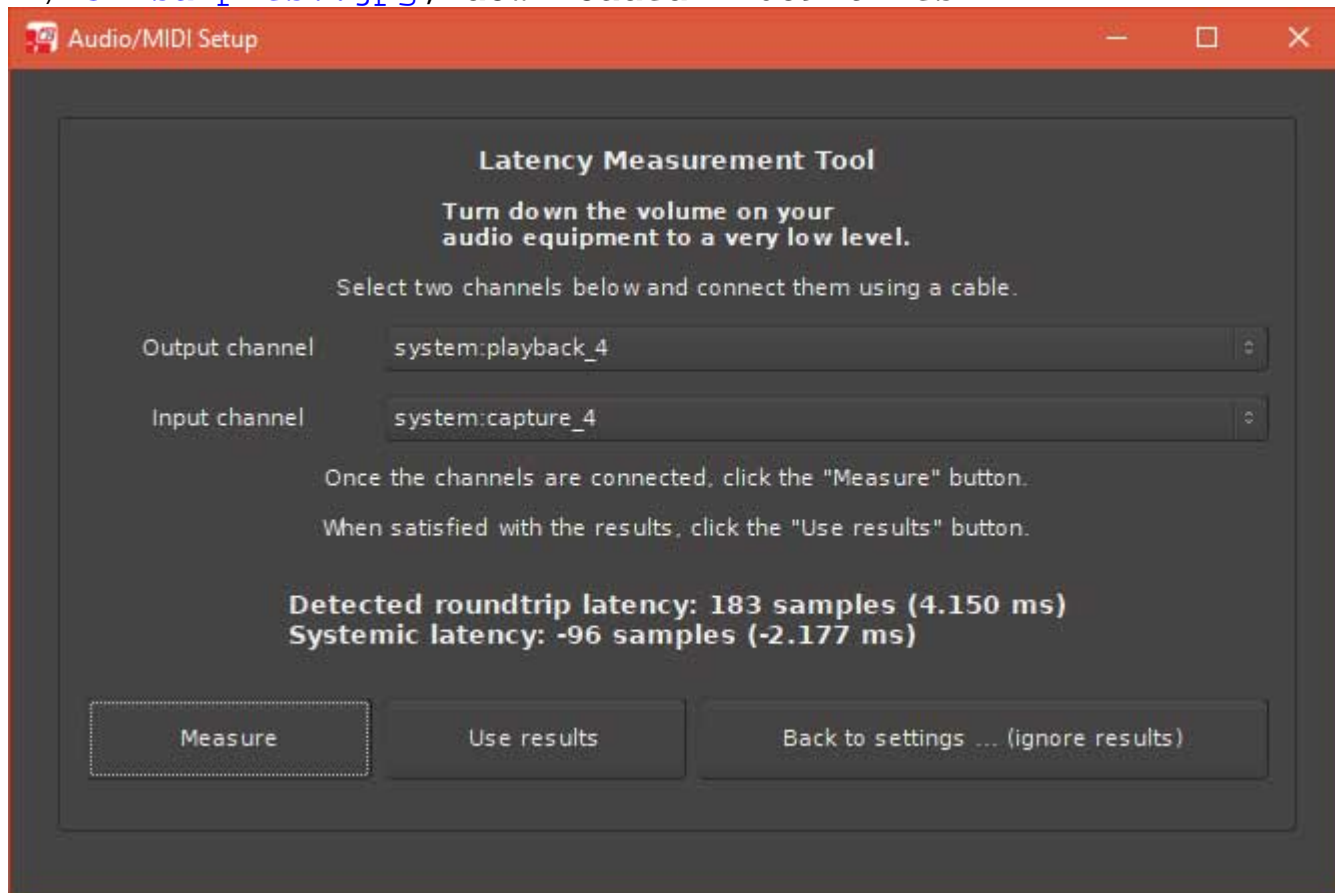 Audio/MIDI Setup
Latency Measurement Tool
Turn down the volume on your
audio equipment to a very low level.
Select two channels below and connect them using a cable.
Output channel system:playback_4
Input channel system:capture_4
Once the channels are connected, click the "Measure" button.
When satisfied with the results, click the "Use results" button.
Detected roundtrip latency: 183 samples (4.150 ms)
Systemic latency: -96 samples (-2.177 ms)
Measure Use results Back to settings ... (ignore results)